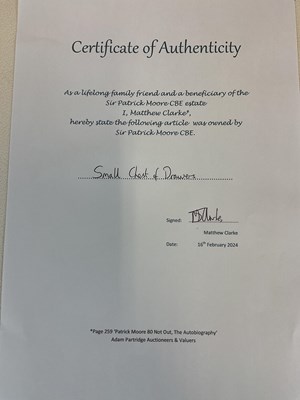 Certificate of Authenticity
As a lifelong family friend and a beneficiary of the
Sir Patrick Moore CBE estate
I, Matthew Clarke*,
hereby state the following article was owned by
Sir Patrick Moore CBE.
Small Chest of Drawers
Signed:
Matthew Clarke
Date: 16th February 2024
*Page 259 'Patrick Moore 80 Not Out, The Autobiography'
Adam Partridge Auctioneers & Valuers